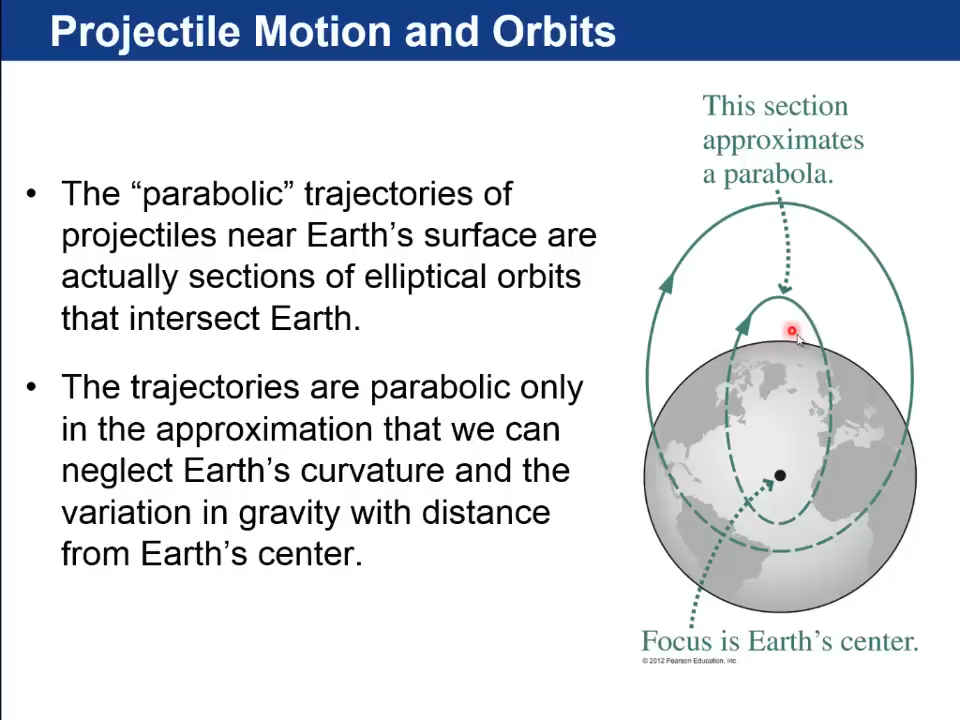 Projectile Motion and Orbits
• The “parabolic” trajectories of
projectiles near Earth’s surface are
actually sections of elliptical orbits
that intersect Earth.
• The trajectories are parabolic only
in the approximation that we can
neglect Earth’s curvature and the
variation in gravity with distance
from Earth’s center.
This section
approximates
a parabola.
Focus is Earth’s center.
© 2012 Pearson Education, Inc.